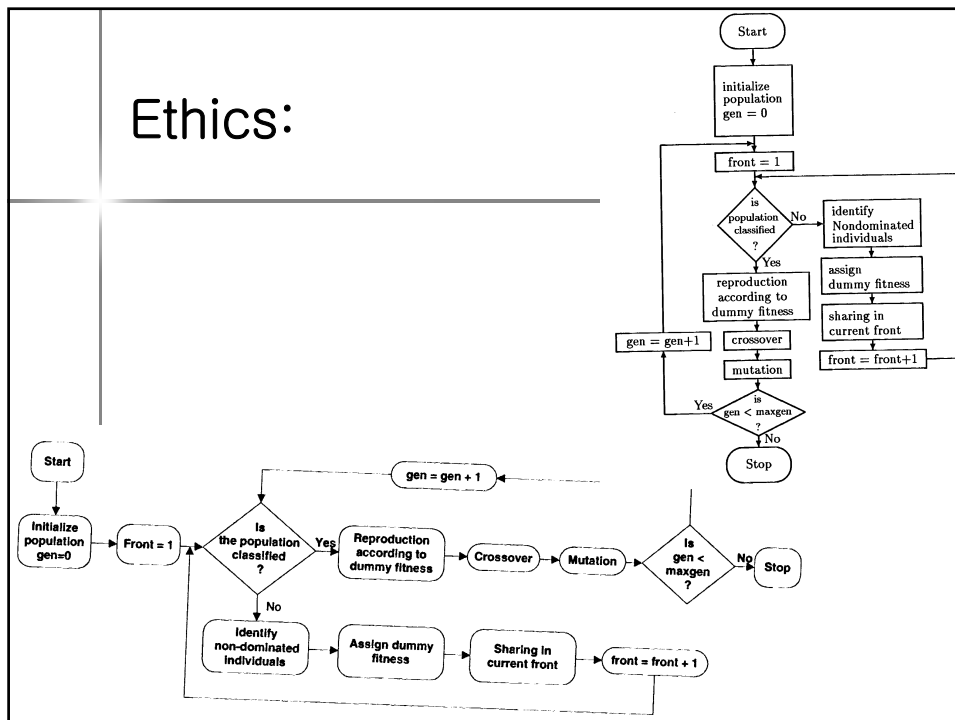 Ethics:
Start
initialize
population
gen = 0
front = 1
is
population
classified
?
No
identify
Nondominated
individuals
Yes
assign
dummy fitness
reproduction
according to
dummy fitness
sharing in
current front
gen = gen+1
crossover
front = front+1
mutation
is
gen < maxgen
?
Yes
No
Stop
Start
gen = gen + 1
Initialize
population
gen=0
Front = 1
Is
the population
classified
?
Yes
Reproduction
according to
dummy fitness
Crossover
Mutation
Is
gen <
maxgen
?
No
Stop
No
Identify
non-dominated
individuals
Assign dummy
fitness
Sharing in
current front
front = front + 1